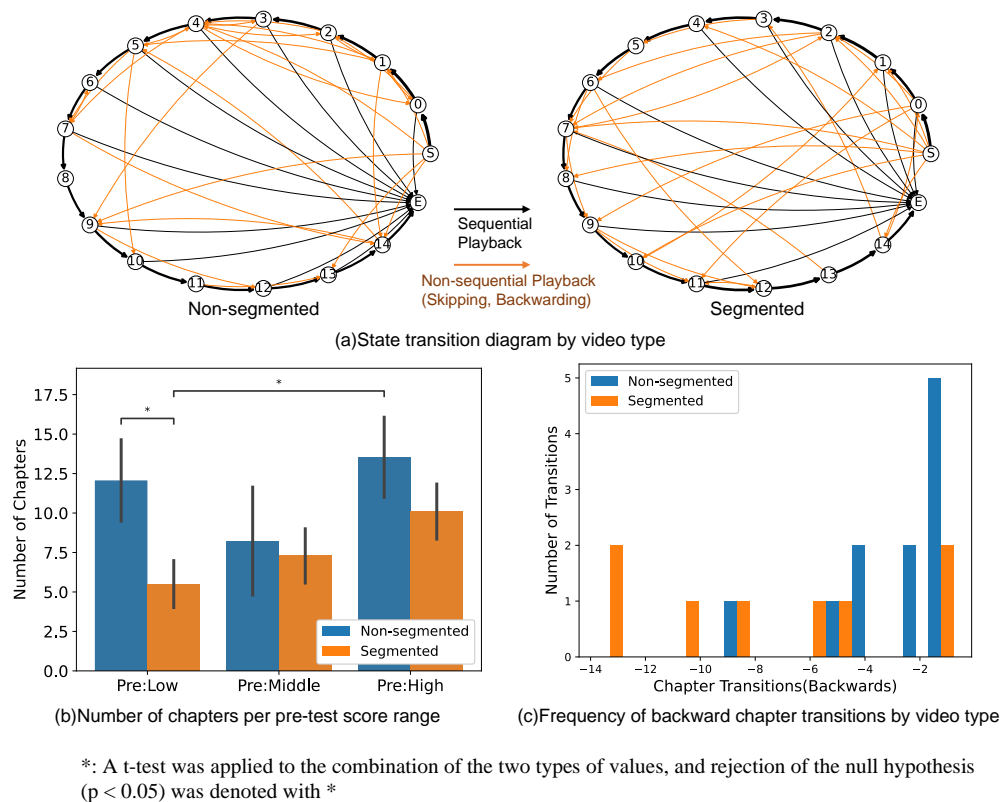 4
3
2
5
1
6
0
7
S
8
E
9
14
10
13
11
12
Non-segmented
Sequential
Playback
Non-sequential Playback
(Skipping, Backwarding)
4
3
2
5
1
6
0
7
S
8
E
9
14
10
13
11
12
Segmented
(a)State transition diagram by video type
Number of Chapters
17.5
15.0
12.5
10.0
7.5
5.0
2.5
0.0
*
*
Non-segmented
Segmented
Pre:Low
Pre:Middle
Pre:High
(b)Number of chapters per pre-test score range
Number of Transitions
5
4
3
2
1
0
Non-segmented
Segmented
−14
−12
−10
−8
−6
−4
−2
Chapter Transitions(Backwards)
(c)Frequency of backward chapter transitions by video type
*: A t-test was applied to the combination of the two types of values, and rejection of the null hypothesis
(p < 0.05) was denoted with *